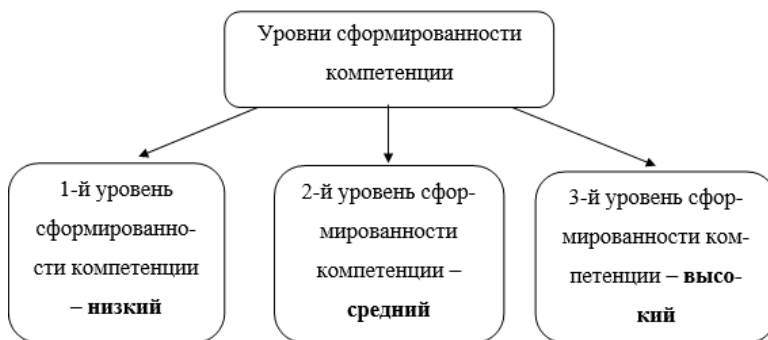 Уровни сформированности
компетенции
1-й уровень
сформированно-
сти компетенции
– низкий
2-й уровень сфор-
мированности
компетенции –
средний
3-й уровень сфор-
мированности ком-
петенции – высо-
кий